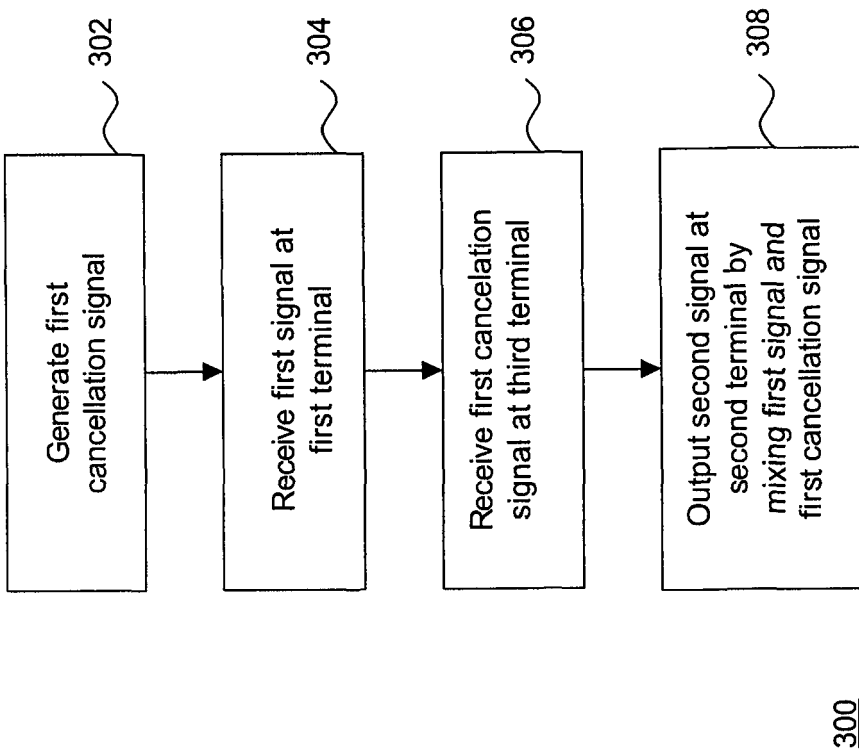 Generate first
cancellation signal
302
Receive first signal at
first terminal
304
Receive first cancelation
signal at third terminal
306
Output second signal at
second terminal by
mixing first signal and
first cancellation signal
308
300